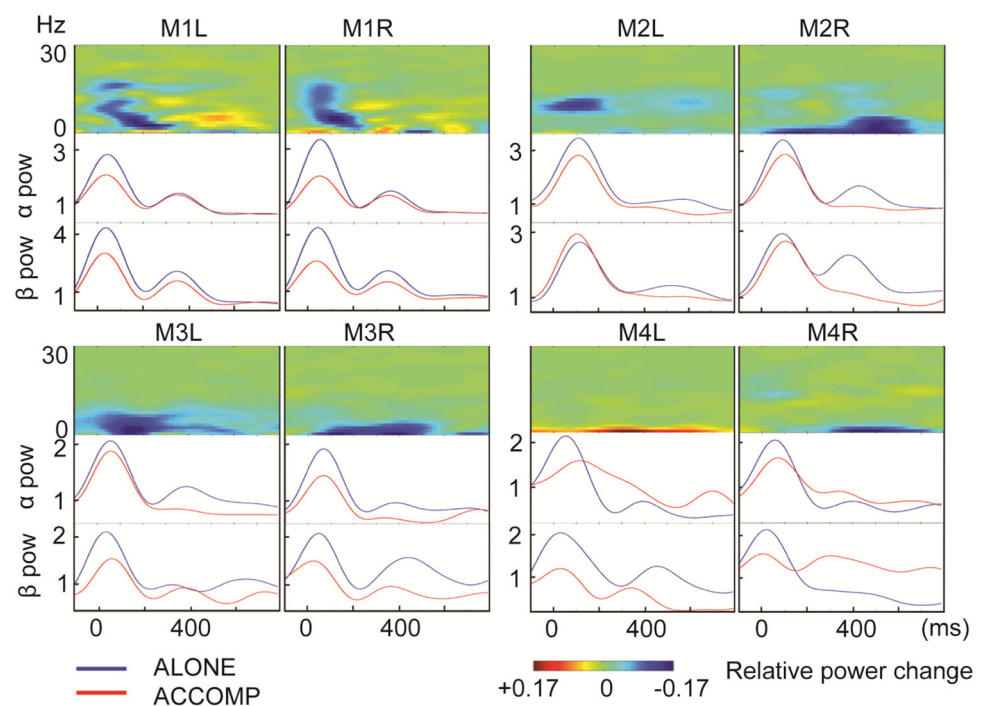 Hz M1L M1R M2L M2R
30
0
3 3
α pow
1 1
4 3
β pow
1 1
M3L M3R M4L M4R
30
0
2 2
α pow
1 1
2 2
β pow
1 1
0 400 0 400 0 400 (ms)
ALONE
ACCOMP
+0.17 0 -0.17 Relative power change